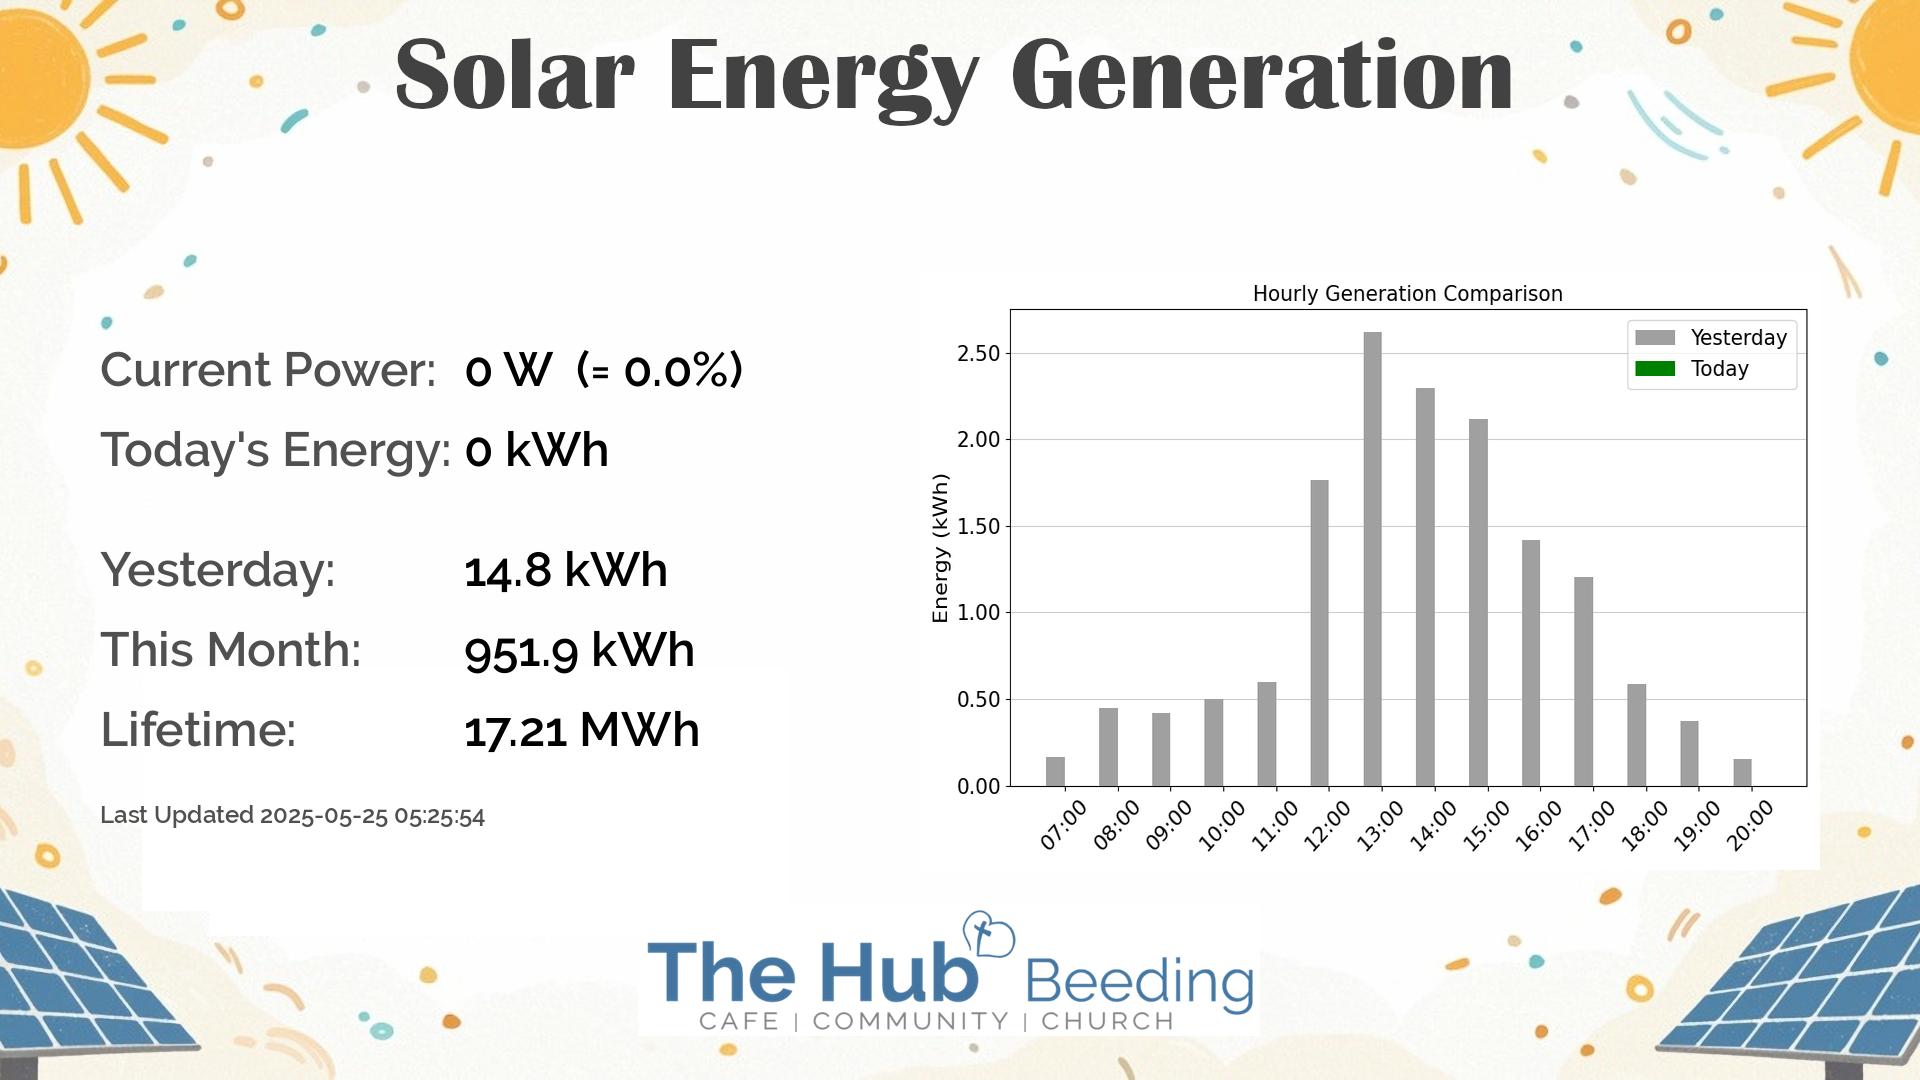 Solar Energy Generation
Current Power: 0 W (= 0.0%)
Today's Energy: 0 kWh
Yesterday: 14.8 kWh
This Month: 951.9 kWh
Lifetime: 17.21 MWh
Last Updated 2025-05-25 05:25:54
Hourly Generation Comparison
Yesterday
Today
Energy (kWh)
2.50
2.00
1.50
1.00
0.50
0.00
07:00 08:00 09:00 10:00 11:00 12:00 13:00 14:00 15:00 16:00 17:00 18:00 19:00 20:00
The Hub Beeding
CAFE | COMMUNITY | CHURCH